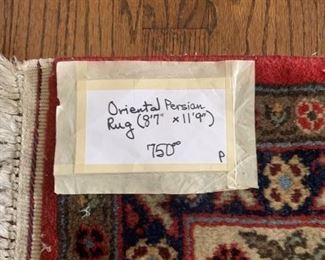 Oriental Persian
Rug (8'7" x 11'9")
750⁰⁰
P